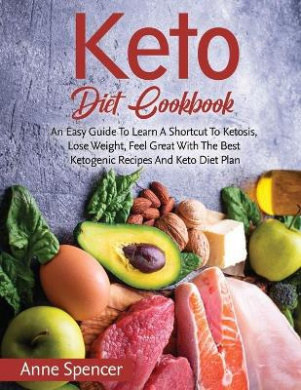 Keto
Diet Cookbook
An Easy Guide To Learn A Shortcut To Ketosis,
Lose Weight, Feel Great With The Best
Ketogenic Recipes And Keto Diet Plan
Anne Spencer